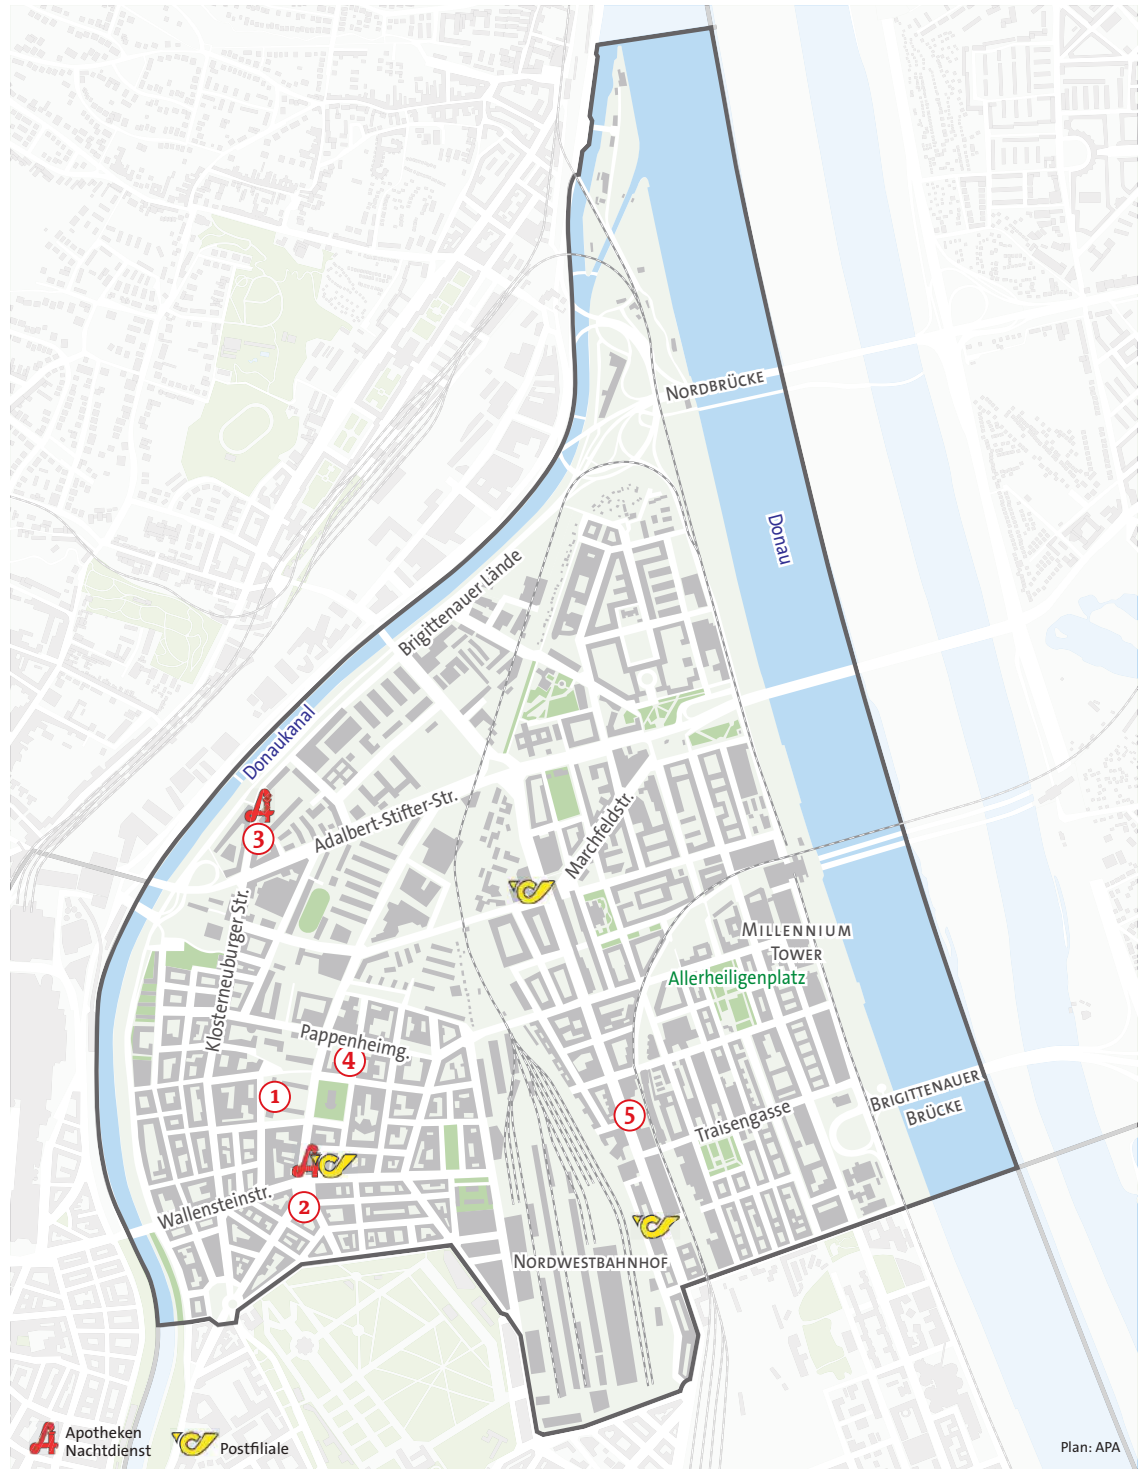 NORDBRÜCKE
Donau
Brigittenauer Lände
Donaukanal
3
Adalbert-Stifter-Str.
Marchfeldstr.
Klosterneuburger Str.
MILLENNIUM
TOWER
Allerheiligenplatz
Pappenheimg.
4
1
5
BRIGITTENAUER
BRÜCKE
Traisengasse
Wallensteinstr.
2
NORDWESTBAHNHOF
Apotheken
Nachtdienst
Postfiliale
Plan: APA